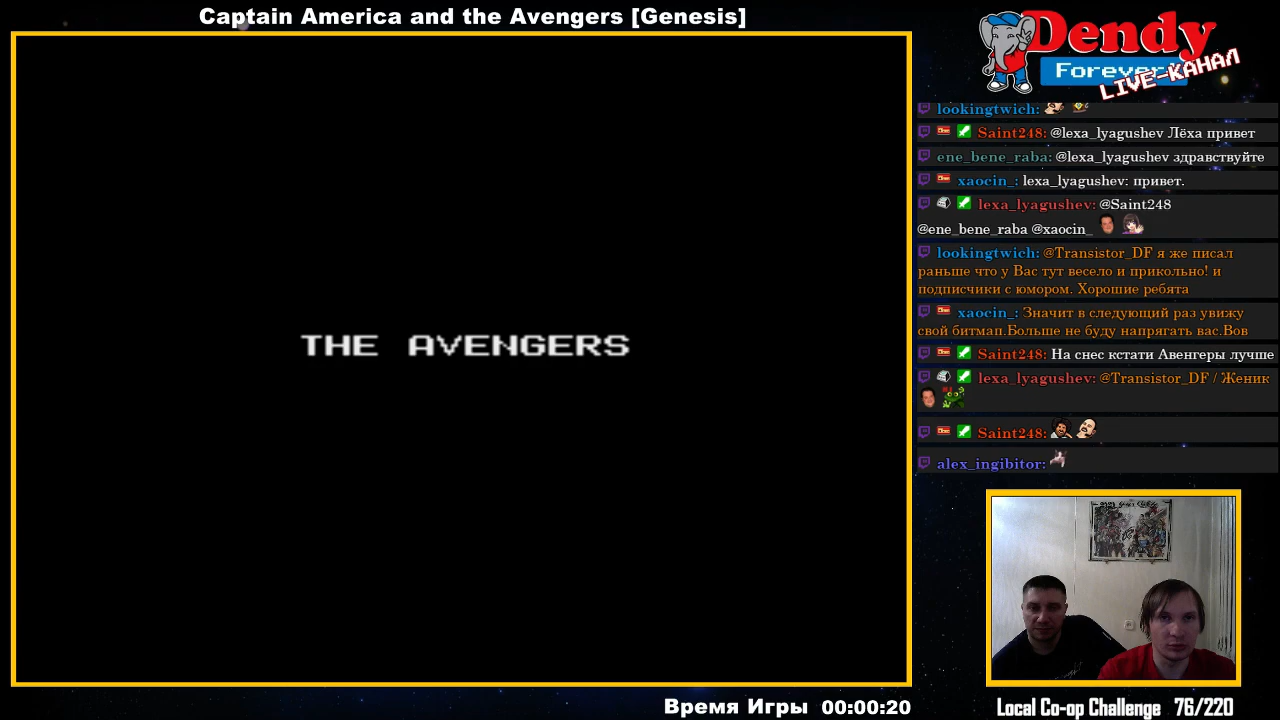 Captain America and the Avengers [Genesis]
Dendy
Forever!
LIVE-КАНАЛ
lookingtwich:
Saint248: @lexa_lyagushev Лёха привет
ene_bene_raba: @lexa_lyagushev здравствуйте
xaocin_: lexa_lyagushev: привет.
lexa_lyagushev: @Saint248
@ene_bene_raba @xaocin_
lookingtwich: @Transistor_DF я же писал
раньше что у Вас тут весело и прикольно! и
подписчики с юмором. Хорошие ребята
xaocin_: Значит в следующий раз увижу
свой битмап.Больше не буду напрягать вас.Вов
Saint248: На снес кстати Авенгеры лучше
lexa_lyagushev: @Transistor_DF / Женик
Saint248:
alex_ingibitor:
THE AVENGERS
Время Игры 00:00:20
Local Co-op Challenge 76/220